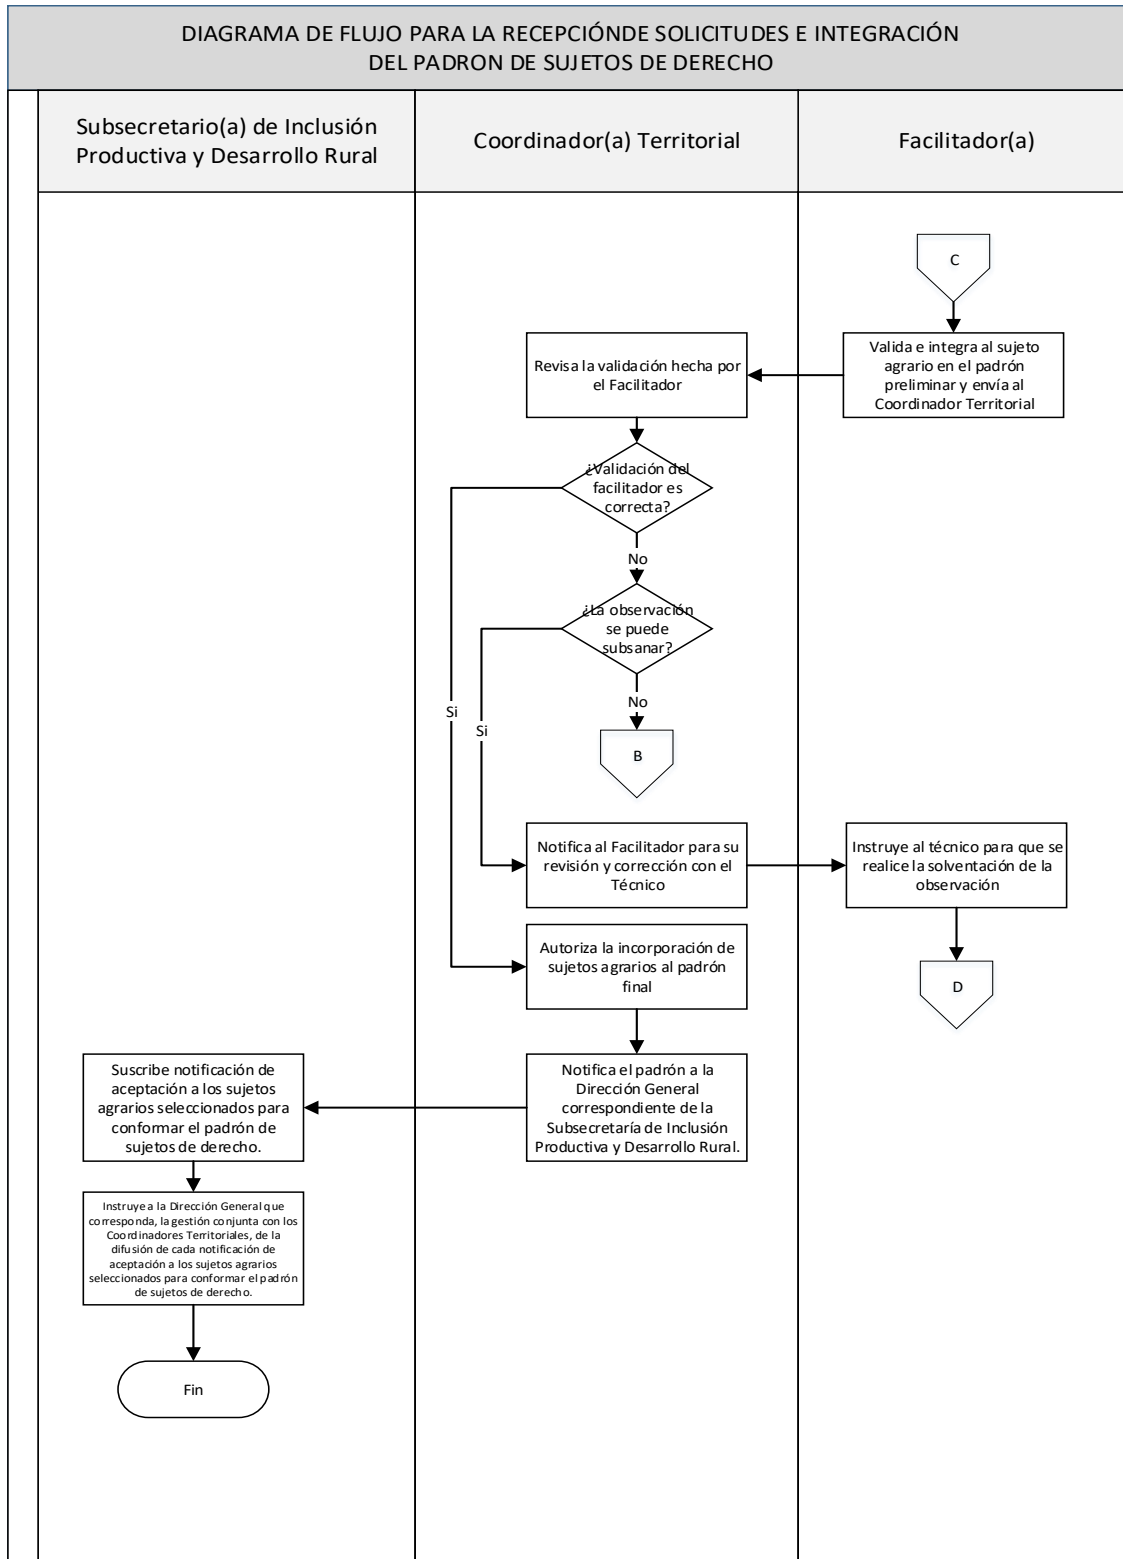 DIAGRAMA DE FLUJO PARA LA RECEPCIÓNDE SOLICITUDES E INTEGRACIÓN
DEL PADRON DE SUJETOS DE DERECHO
Subsecretario(a) de Inclusión
Productiva y Desarrollo Rural
Coordinador(a) Territorial
Facilitador(a)
C
Valida e integra al sujeto
agrario en el padrón
preliminar y envía al
Coordinador Territorial
Revisa la validación hecha por
el Facilitador
¿Validación del
facilitador es
correcta?
No
¿La observación
se puede
subsanar?
No
Si
Si
B
Notifica al Facilitador para su
revisión y corrección con el
Técnico
Instruye al técnico para que se
realice la solventación de la
observación
Autoriza la incorporación de
sujetos agrarios al padrón
final
D
Notifica el padrón a la
Dirección General
correspondiente de la
Subsecretaría de Inclusión
Productiva y Desarrollo Rural.
Suscribe notificación de
aceptación a los sujetos
agrarios seleccionados para
conformar el padrón de
sujetos de derecho.
Instruye a la Dirección General que
corresponda, la gestión conjunta con los
Coordinadores Territoriales, de la
difusión de cada notificación de
aceptación a los sujetos agrarios
seleccionados para conformar el padrón
de sujetos de derecho.
Fin